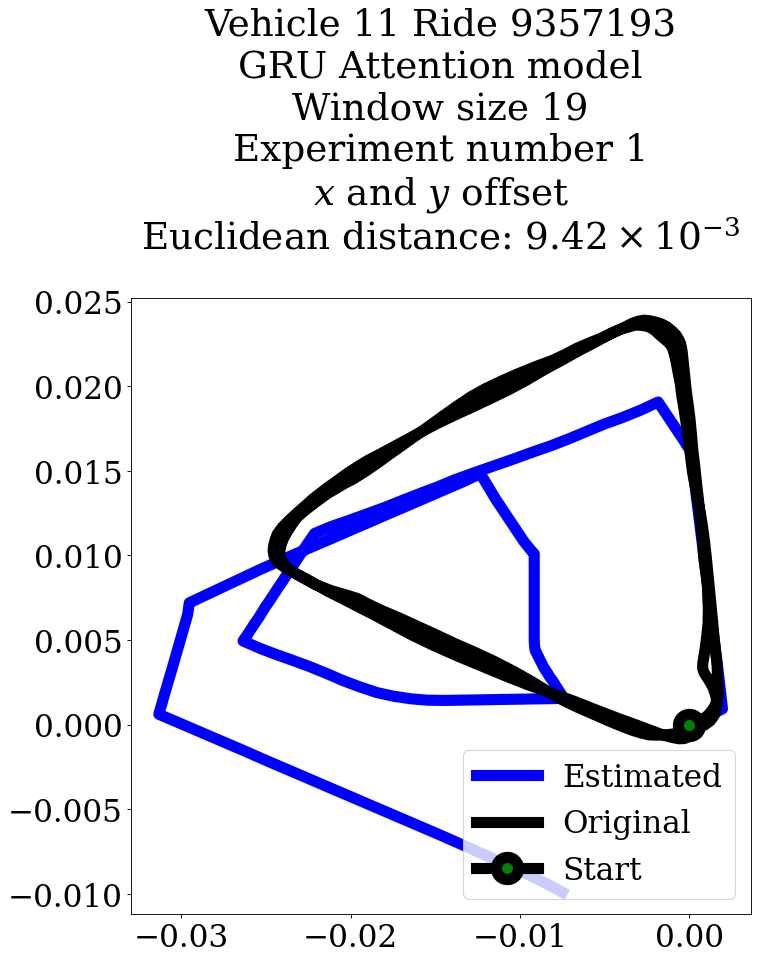 Vehicle 11 Ride 9357193
GRU Attention model
Window size 19
Experiment number 1
x and y offset
Euclidean distance: 9.42 × 10⁻³
0.025
0.020
0.015
0.010
0.005
0.000
−0.005
−0.010
Estimated
Original
Start
−0.03 −0.02 −0.01 0.00